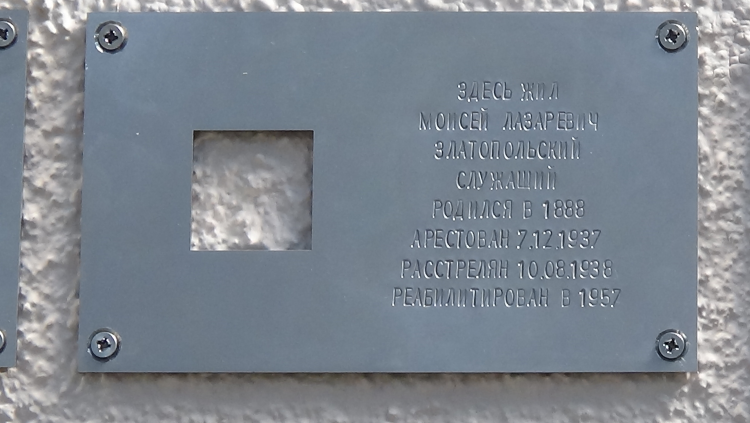 ЗДЕСЬ ЖИЛ
МОИСЕЙ ЛАЗАРЕВИЧ
ЗЛАТОПОЛЬСКИЙ
СЛУЖАЩИЙ
РОДИЛСЯ В 1888
АРЕСТОВАН 7.12.1937
РАССТРЕЛЯН 10.08.1938
РЕАБИЛИТИРОВАН В 1957